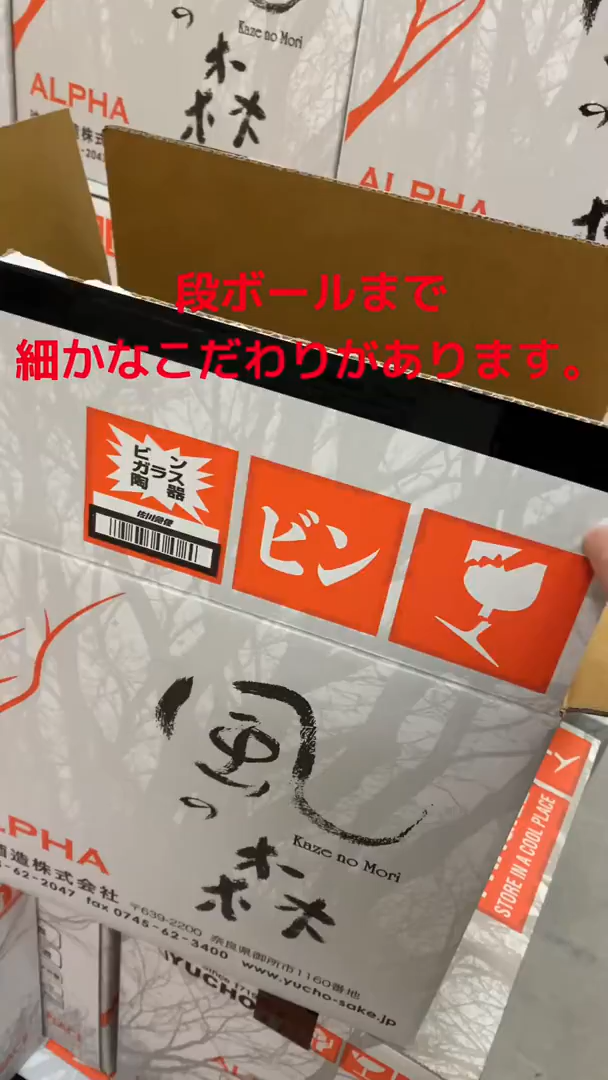 の
Kaze no Mori
森
ALPHA
ALPHA
段ボールまで
細かなこだわりがあります。
ビン
ガラス
陶器
佐川急便
ビン
風
の
Kaze no Mori
森
LPHA
酒造株式会社 〒639-2200 奈良県御所市1160番地
-62-2047 fax 0745-62-3400 www.yucho-sake.jp
STORE IN A COOL PLACE
YUCHO